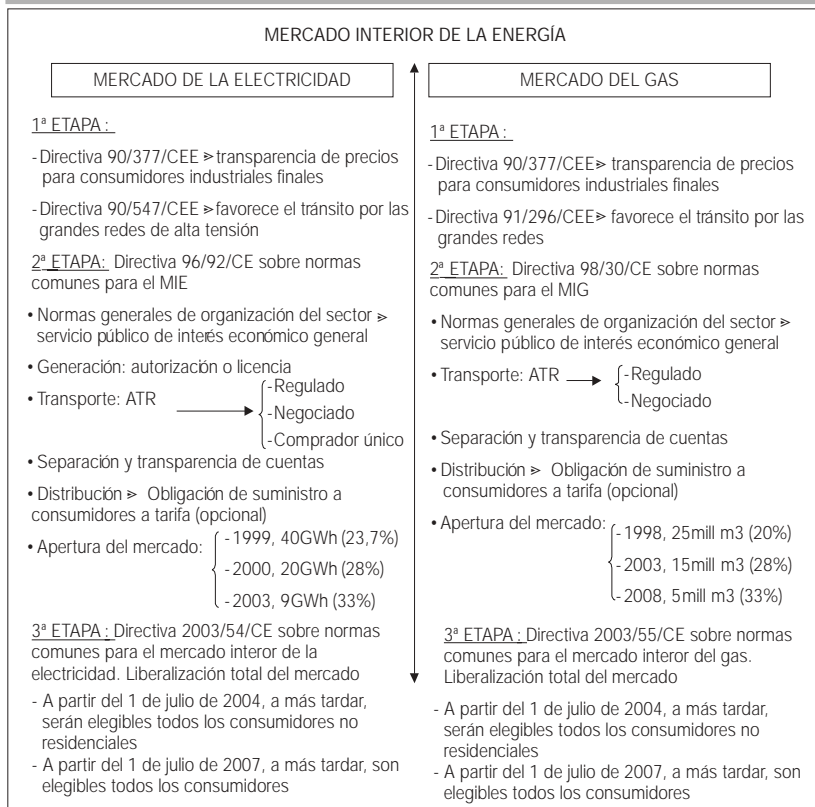 MERCADO INTERIOR DE LA ENERGÍA
MERCADO DE LA ELECTRICIDAD
1ª ETAPA :
- Directiva 90/377/CEE ⪢ transparencia de precios
para consumidores industriales finales
- Directiva 90/547/CEE ⪢ favorece el tránsito por las
grandes redes de alta tensión
2ª ETAPA: Directiva 96/92/CE sobre normas
comunes para el MIE
• Normas generales de organización del sector ⪢
servicio público de interés económico general
• Generación: autorización o licencia
• Transporte: ATR
- Regulado
- Negociado
- Comprador único
• Separación y transparencia de cuentas
• Distribución ⪢ Obligación de suministro a
consumidores a tarifa (opcional)
• Apertura del mercado:
- 1999, 40GWh (23,7%)
- 2000, 20GWh (28%)
- 2003, 9GWh (33%)
3ª ETAPA : Directiva 2003/54/CE sobre normas
comunes para el mercado interor de la
electricidad. Liberalización total del mercado
- A partir del 1 de julio de 2004, a más tardar,
serán elegibles todos los consumidores no
residenciales
- A partir del 1 de julio de 2007, a más tardar, son
elegibles todos los consumidores
MERCADO DEL GAS
1ª ETAPA :
- Directiva 90/377/CEE ⪢ transparencia de precios
para consumidores industriales finales
- Directiva 91/296/CEE ⪢ favorece el tránsito por las
grandes redes
2ª ETAPA: Directiva 98/30/CE sobre normas
comunes para el MIG
• Normas generales de organización del sector ⪢
servicio público de interés económico general
• Transporte: ATR
- Regulado
- Negociado
• Separación y transparencia de cuentas
• Distribución ⪢ Obligación de suministro a
consumidores a tarifa (opcional)
• Apertura del mercado:
- 1998, 25mill m3 (20%)
- 2003, 15mill m3 (28%)
- 2008, 5mill m3 (33%)
3ª ETAPA : Directiva 2003/55/CE sobre normas
comunes para el mercado interor del gas.
Liberalización total del mercado
- A partir del 1 de julio de 2004, a más tardar,
serán elegibles todos los consumidores no
residenciales
- A partir del 1 de julio de 2007, a más tardar, son
elegibles todos los consumidores